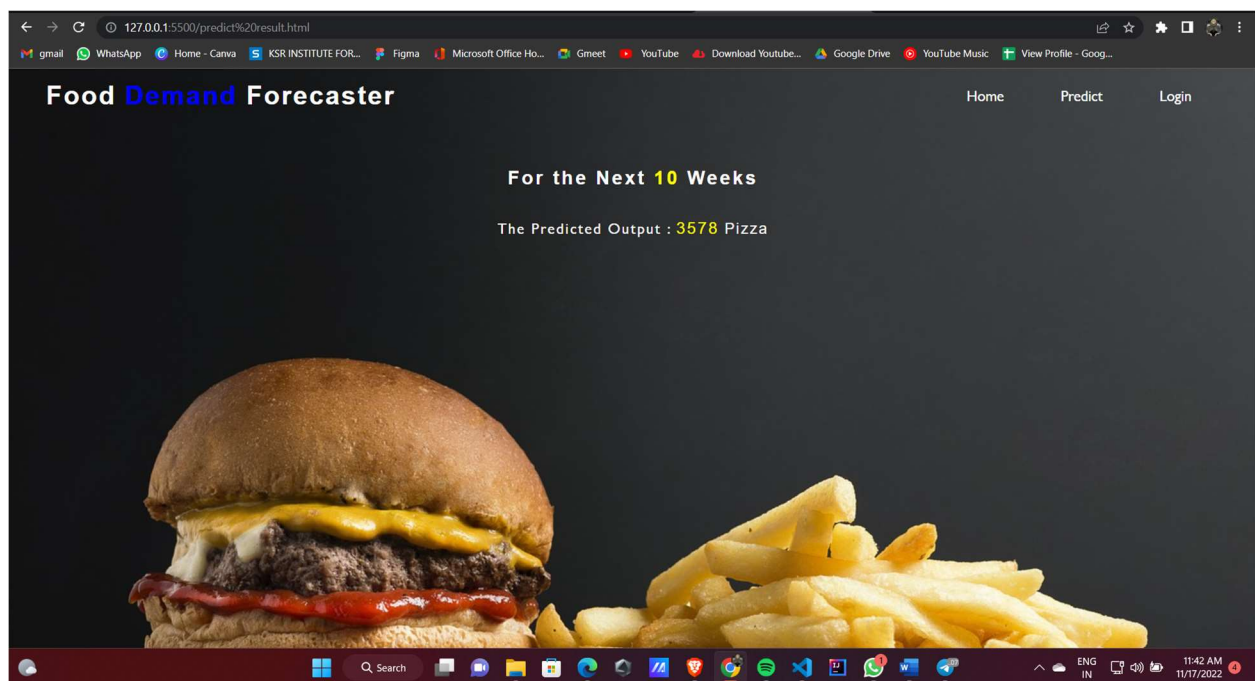 127.0.0.1:5500/predict%20result.html
gmail WhatsApp Home - Canva KSR INSTITUTE FOR... Figma Microsoft Office Ho... Gmeet YouTube Download Youtube... Google Drive YouTube Music View Profile - Goog...
Food Demand Forecaster Home Predict Login
For the Next 10 Weeks
The Predicted Output : 3578 Pizza
Search ENG 11:42 AM
IN 11/17/2022 4